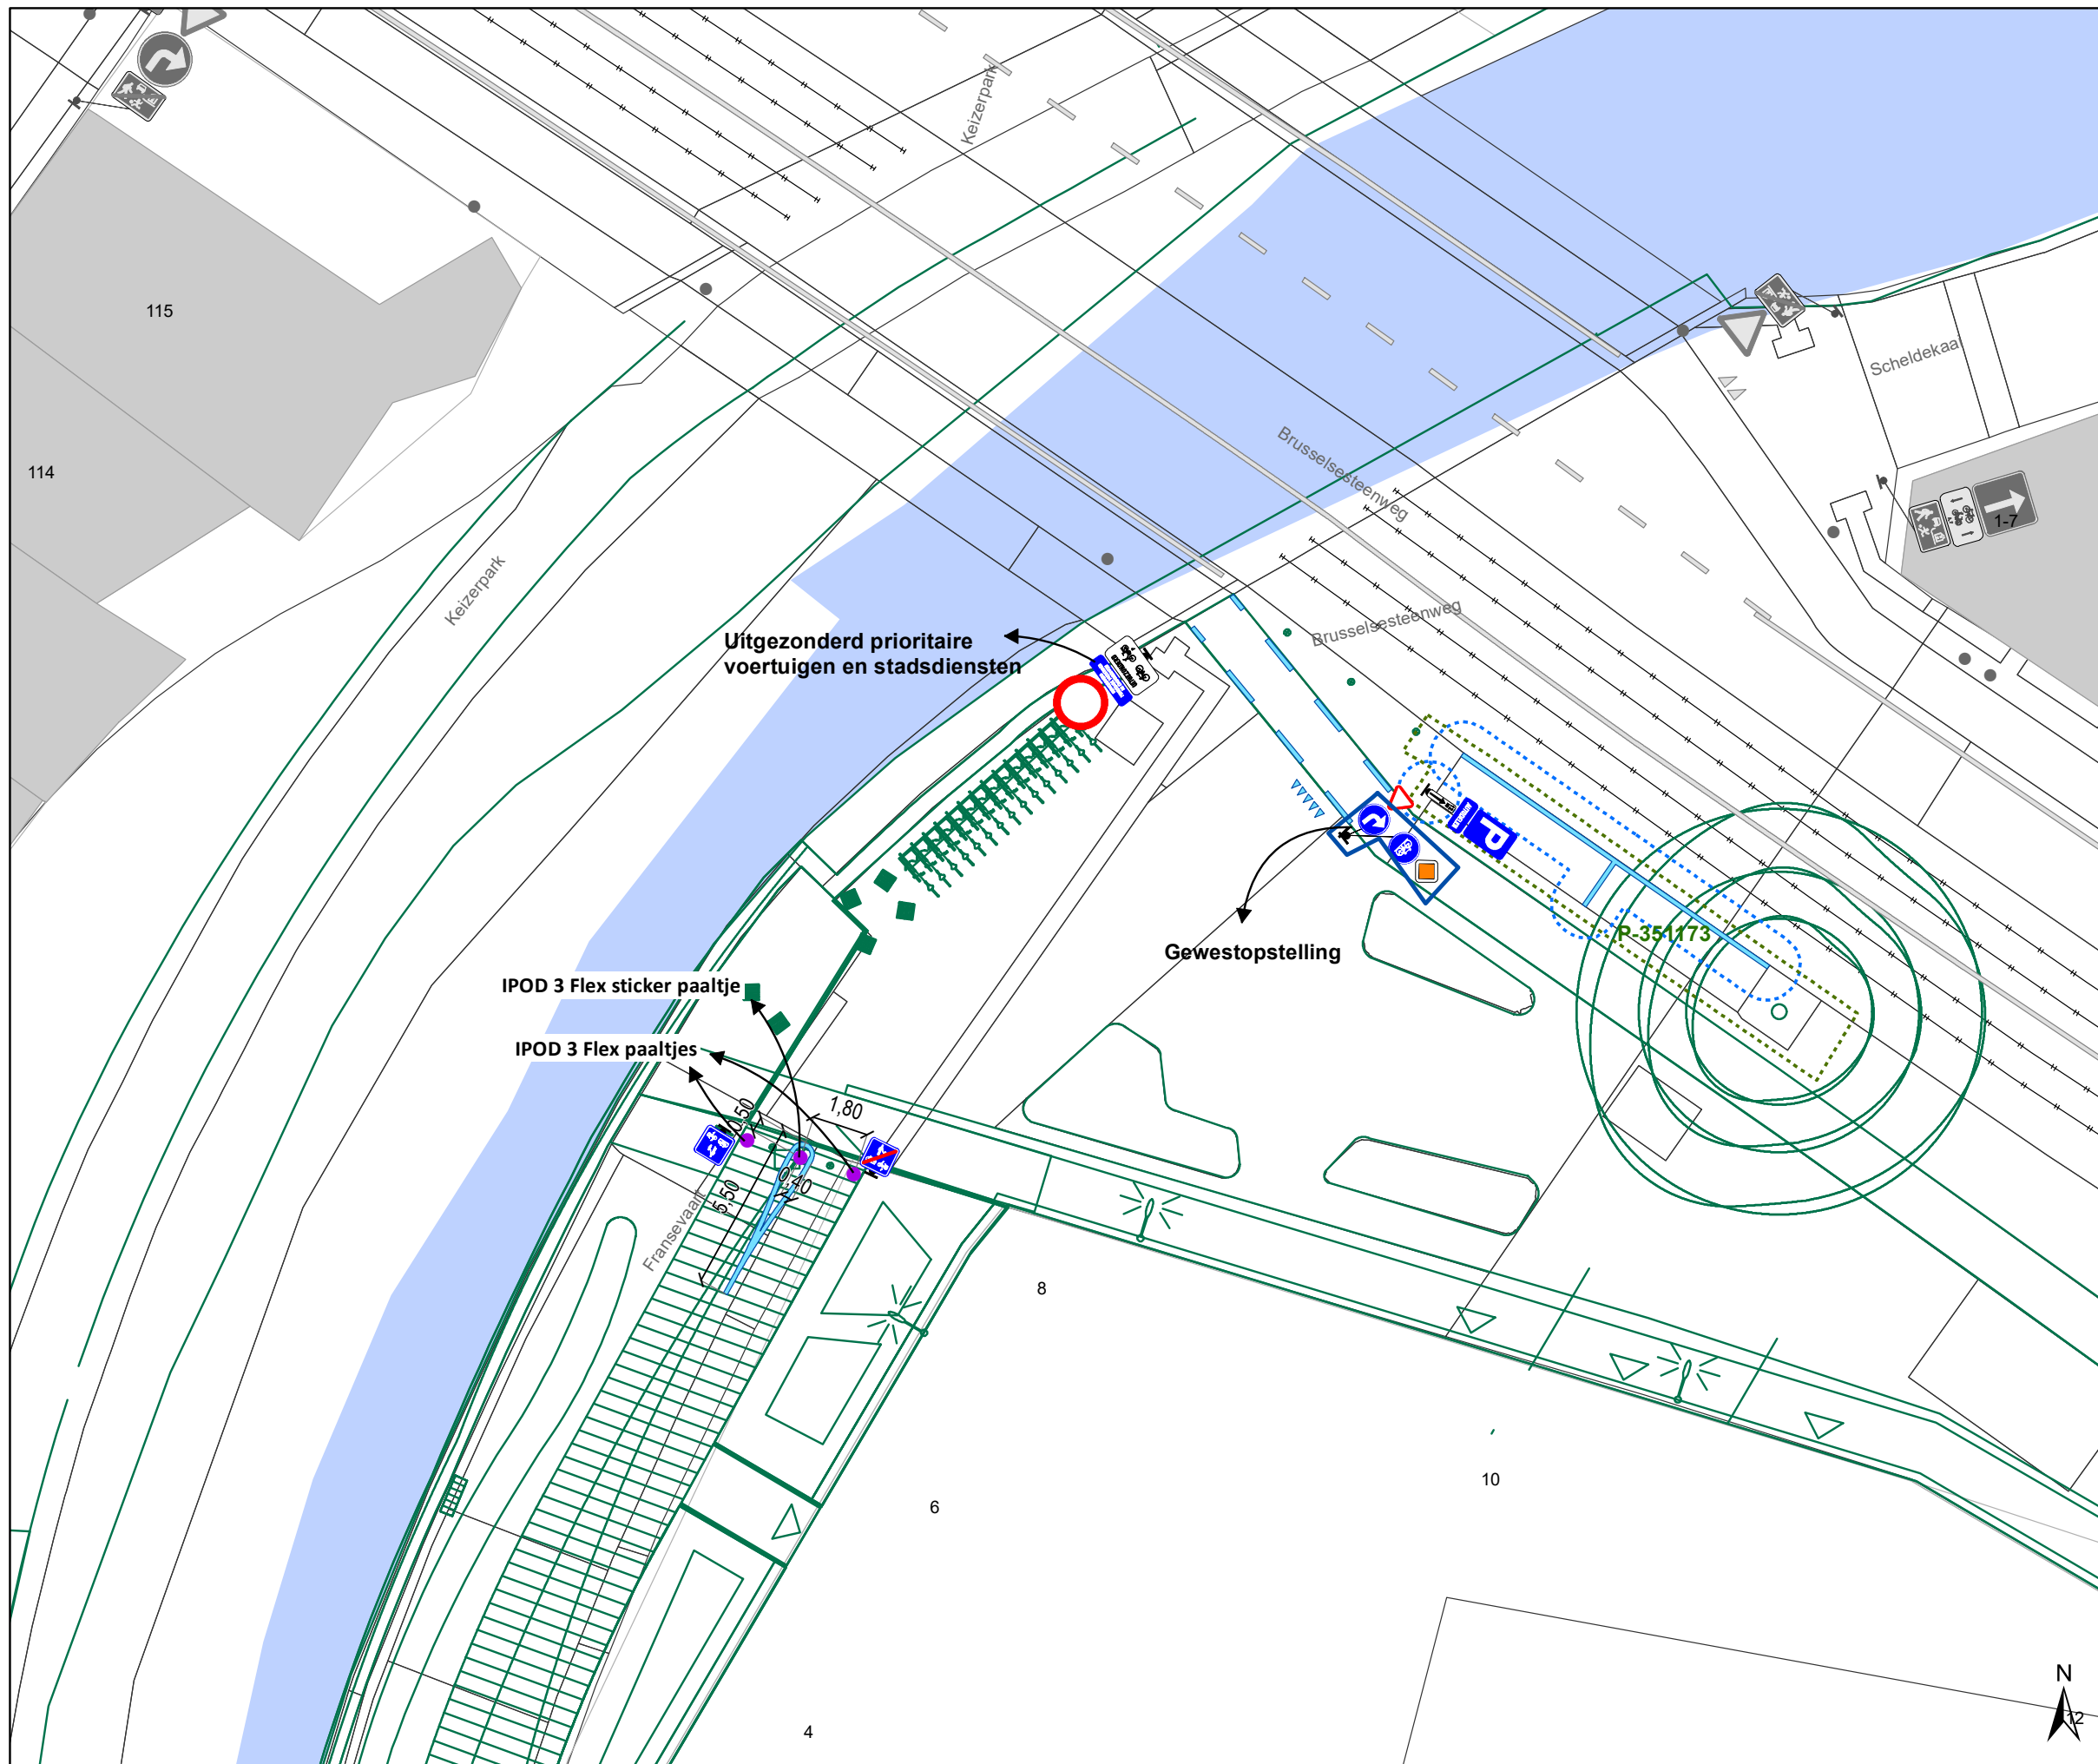 Keizerpark
115
Scheldekaai
114
Brusselsesteenweg
1-7
Keizerpark
Brusselsesteenweg
Uitgezonderd prioritaire
voertuigen en stadsdiensten
P
P-351173
Gewestopstelling
IPOD 3 Flex sticker paaltje
IPOD 3 Flex paaltjes
0,50
1,80
0,40
5,50
Fransevaart
8
10
6
4
N
12